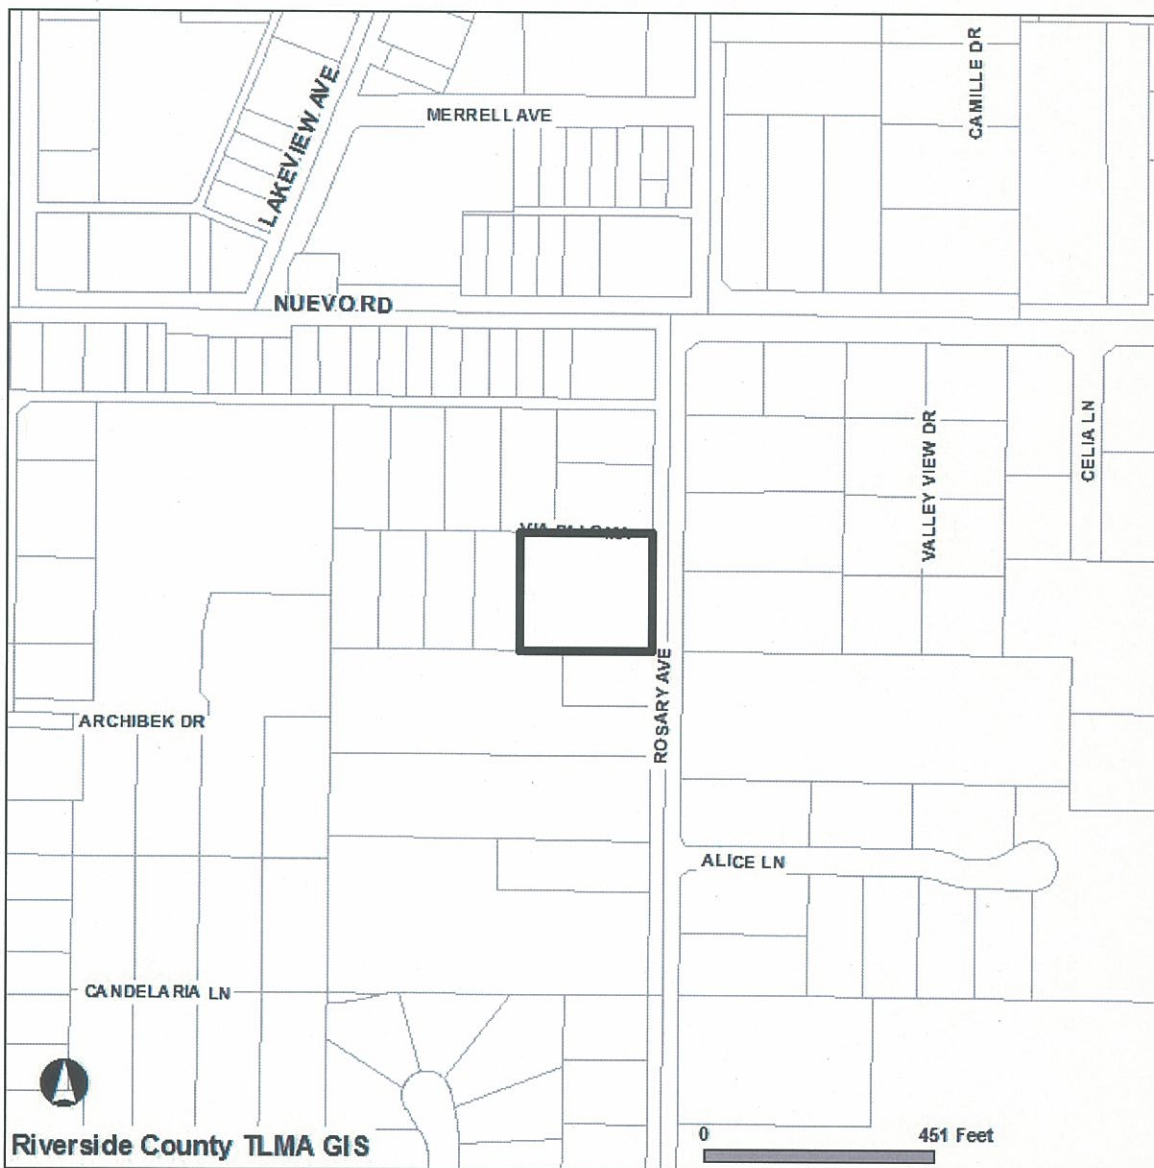 CAMILLE DR
LAKEVIEW AVE
MERRELL AVE
NUEVO RD
VALLEY VIEW DR
CELIA LN
VIA
ROSARY AVE
ARCHIBEK DR
ALICE LN
CANDELARIA LN
Riverside County TLMA GIS
0 451 Feet